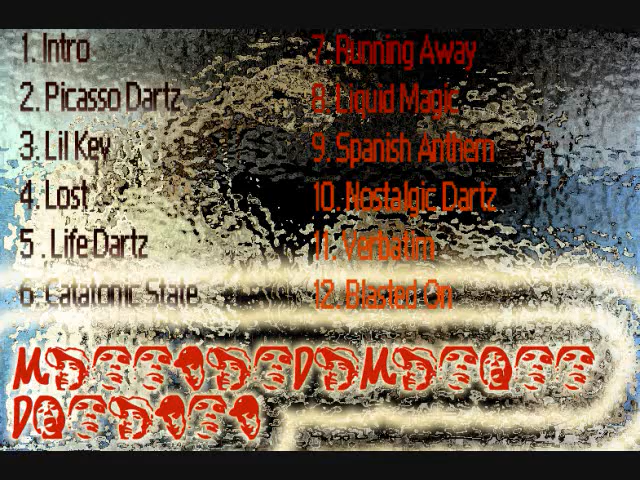 1. Intro
2. Picasso Dartz
3. Lil Key
4. Lost
5 . Life Dartz
6. Catatonic State
7. Running Away
8. Liquid Magic
9. Spanish Anthem
10. Nostalgic Dartz
11. Verbatim
12. Blasted On